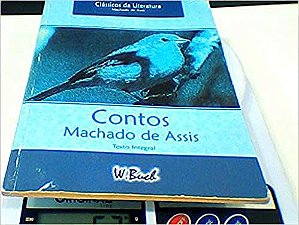 Clássicos da Literatura
Machado de Assis
Contos
Machado de Assis
Texto Integral
W.Buch